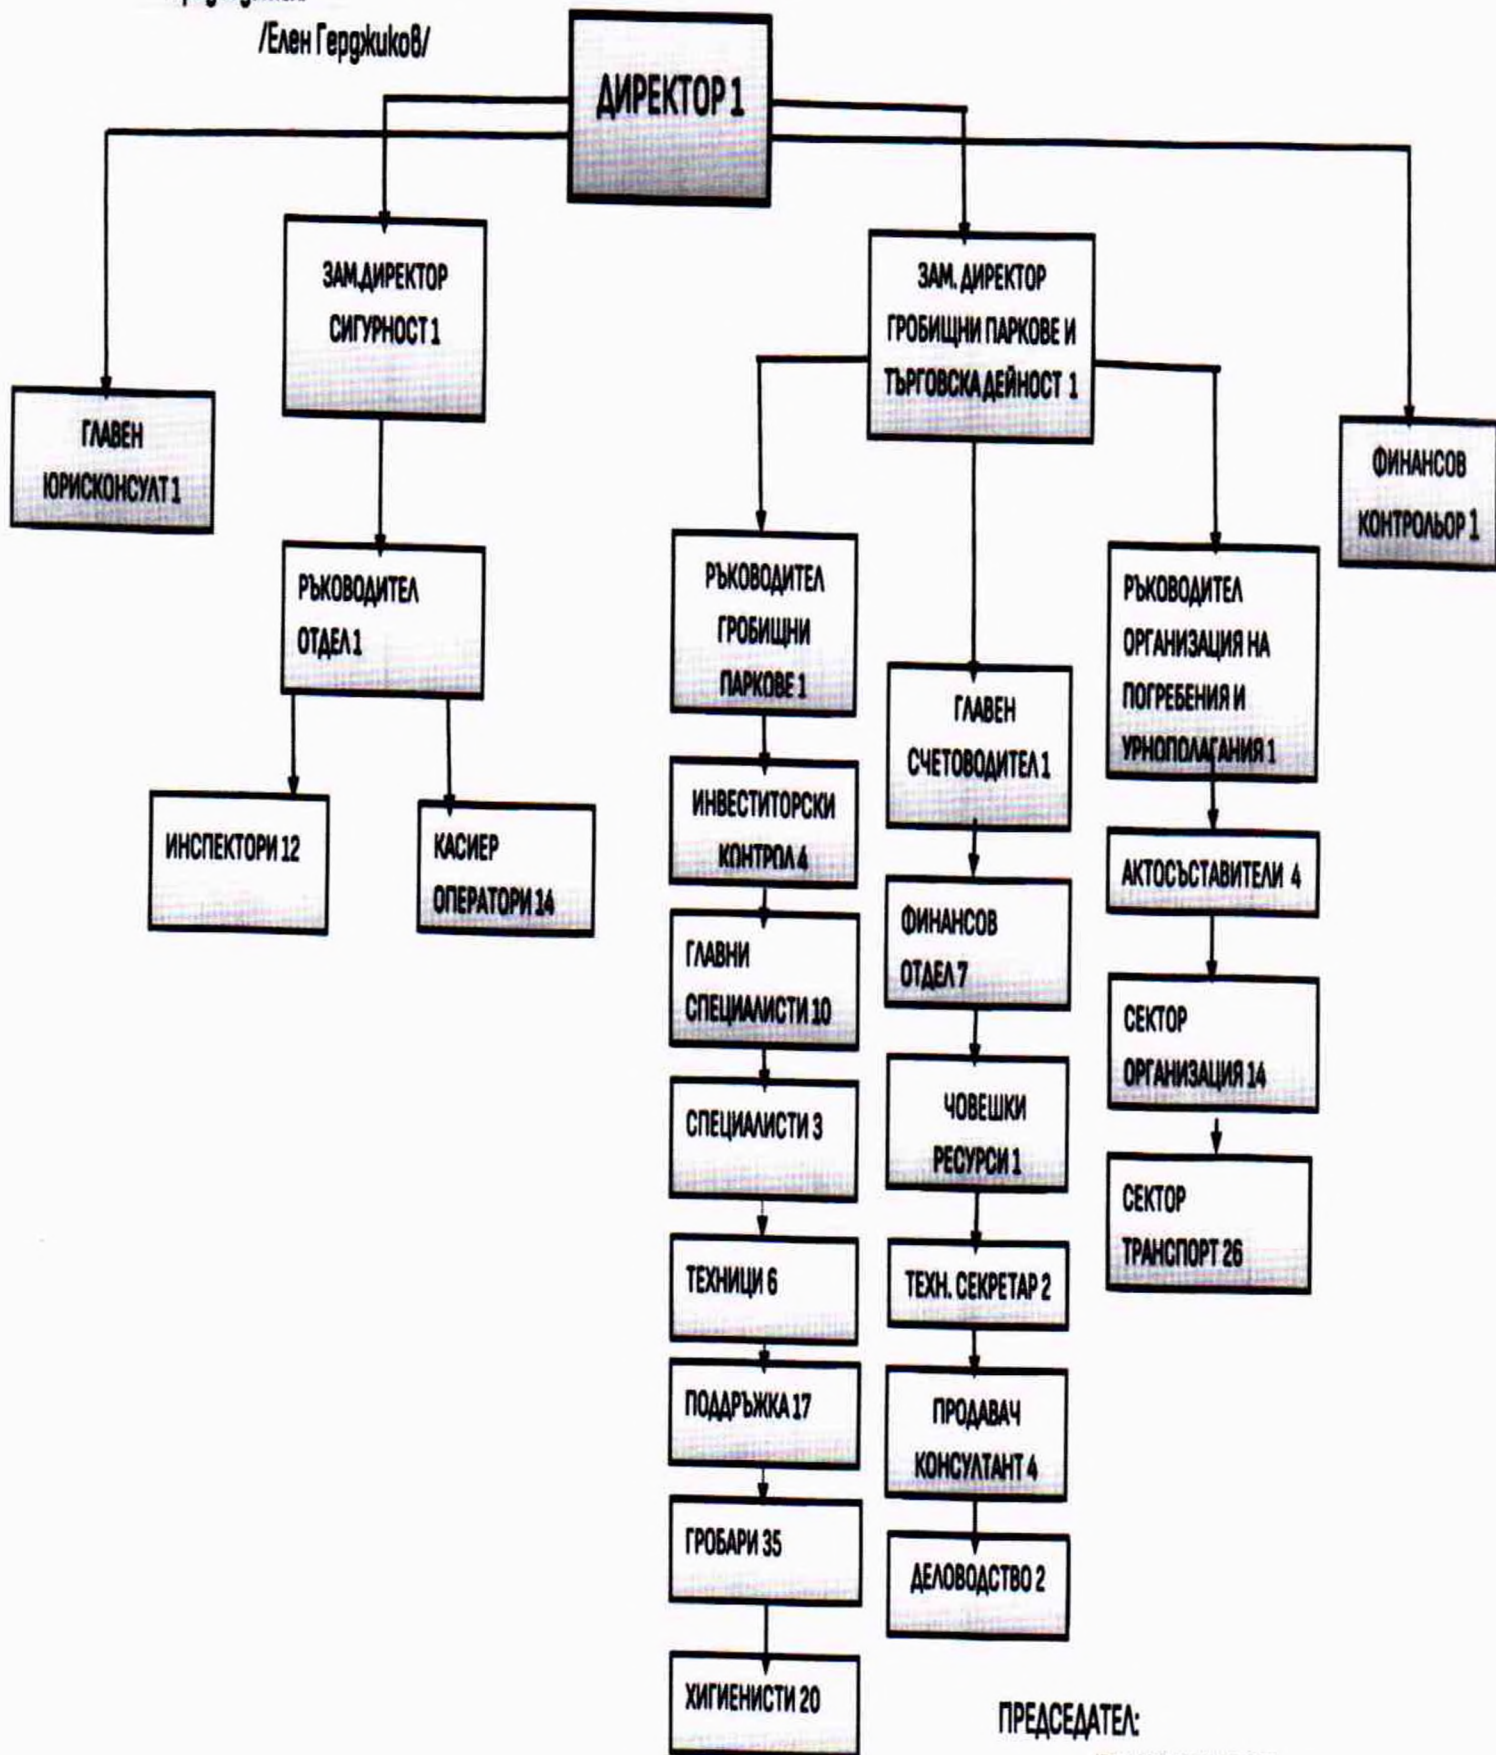 /Елен Герджиков/
ДИРЕКТОР 1
ЗАМ.ДИРЕКТОР
СИГУРНОСТ 1
ЗАМ. ДИРЕКТОР
ГРОБИЩНИ ПАРКОВЕ И
ТЪРГОВСКА ДЕЙНОСТ 1
ГЛАВЕН
ЮРИСКОНСУЛТ 1
ФИНАНСОВ
КОНТРОЛЬОР 1
РЪКОВОДИТЕЛ
ОТДЕЛ 1
ИНСПЕКТОРИ 12
КАСИЕР
ОПЕРАТОРИ 14
РЪКОВОДИТЕЛ
ГРОБИЩНИ
ПАРКОВЕ 1
ИНВЕСТИТОРСКИ
КОНТРОЛ 4
ГЛАВНИ
СПЕЦИАЛИСТИ 10
СПЕЦИАЛИСТИ 3
ТЕХНИЦИ 6
ПОДДРЪЖКА 17
ГРОБАРИ 35
ХИГИЕНИСТИ 20
ГЛАВЕН
СЧЕТОВОДИТЕЛ 1
ФИНАНСОВ
ОТДЕЛ 7
ЧОВЕШКИ
РЕСУРСИ 1
ТЕХН. СЕКРЕТАР 2
ПРОДАВАЧ
КОНСУЛТАНТ 4
ДЕЛОВОДСТВО 2
РЪКОВОДИТЕЛ
ОРГАНИЗАЦИЯ НА
ПОГРЕБЕНИЯ И
УРНОПОЛАГАНИЯ 1
АКТОСЪСТАВИТЕЛИ 4
СЕКТОР
ОРГАНИЗАЦИЯ 14
СЕКТОР
ТРАНСПОРТ 26
ПРЕДСЕДАТЕЛ: